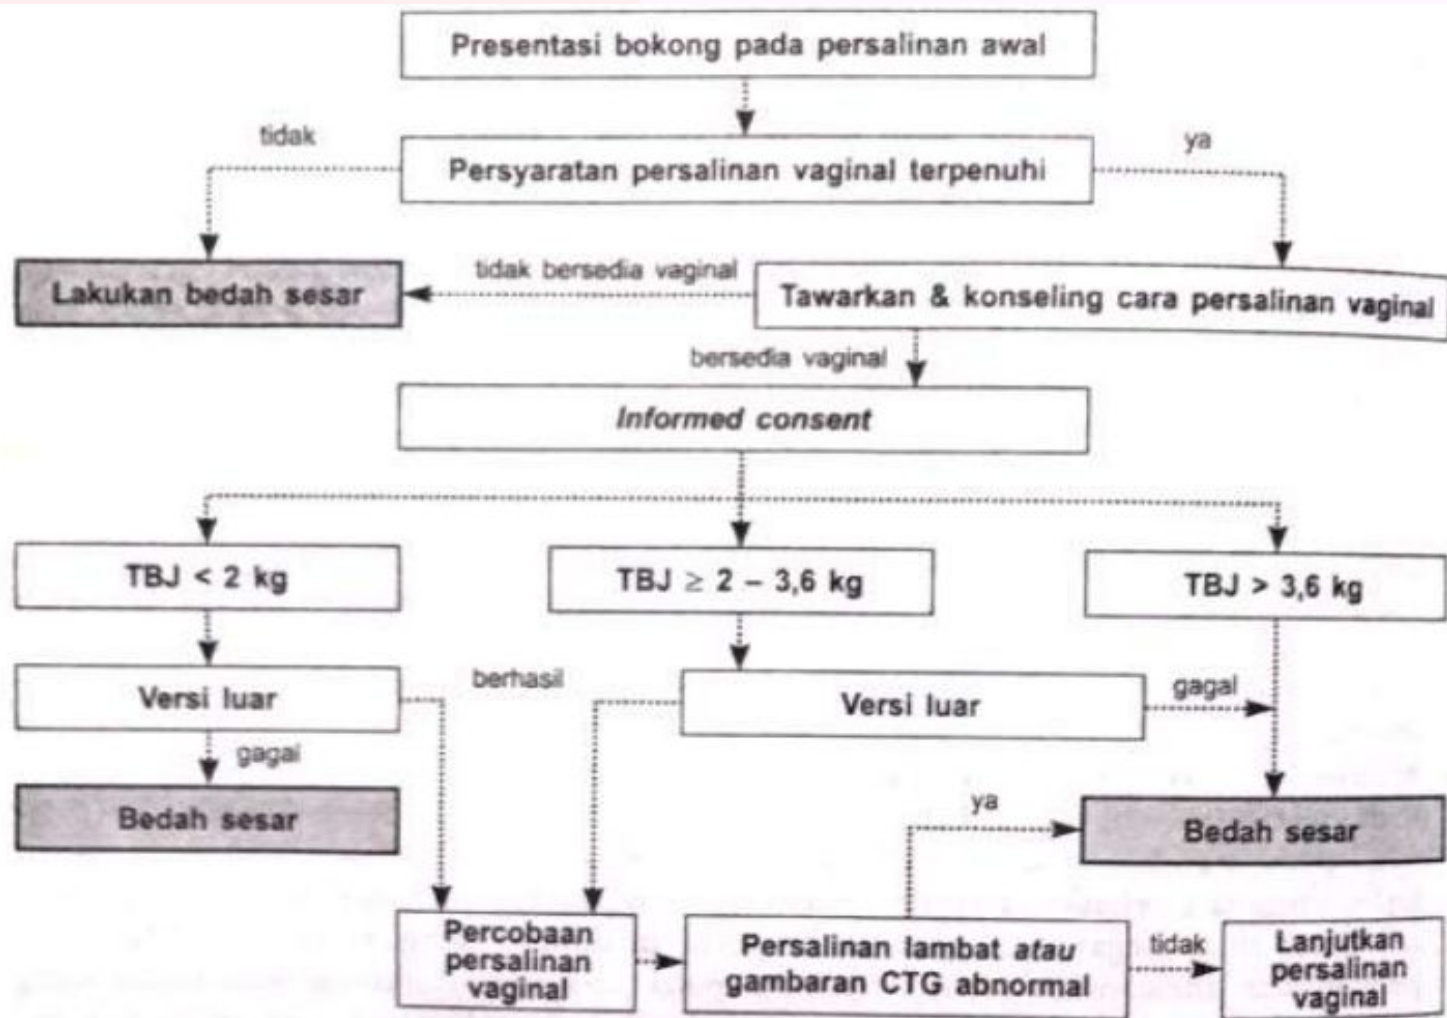 Presentasi bokong pada persalinan awal
tidak
ya
Persyaratan persalinan vaginal terpenuhi
tidak bersedia vaginal
Lakukan bedah sesar
Tawarkan & konseling cara persalinan vaginal
bersedia vaginal
Informed consent
TBJ < 2 kg
TBJ ≥ 2 – 3,6 kg
TBJ > 3,6 kg
Versi luar
berhasil
Versi luar
gagal
gagal
Bedah sesar
ya
Bedah sesar
Percobaan
persalinan
vaginal
Persalinan lambat atau
gambaran CTG abnormal
tidak
Lanjutkan
persalinan
vaginal